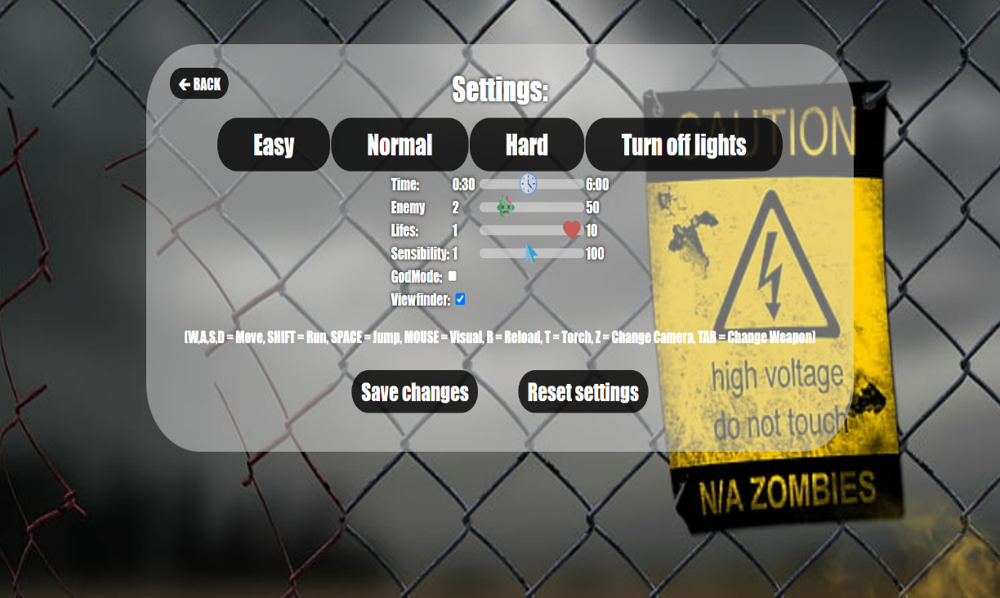 BACK
Settings:
Easy Normal Hard Turn off lights
Time: 0:30 6:00
Enemy 2 50
Lifes: 1 10
Sensibility: 1 100
GodMode:
Viewfinder:
(W,A,S,D = Move, SHIFT = Run, SPACE = Jump, MOUSE = Visual, R = Reload, T = Torch, Z = Change Camera, TAB = Change Weapon)
Save changes Reset settings
CAUTION
high voltage
do not touch
N/A ZOMBIES